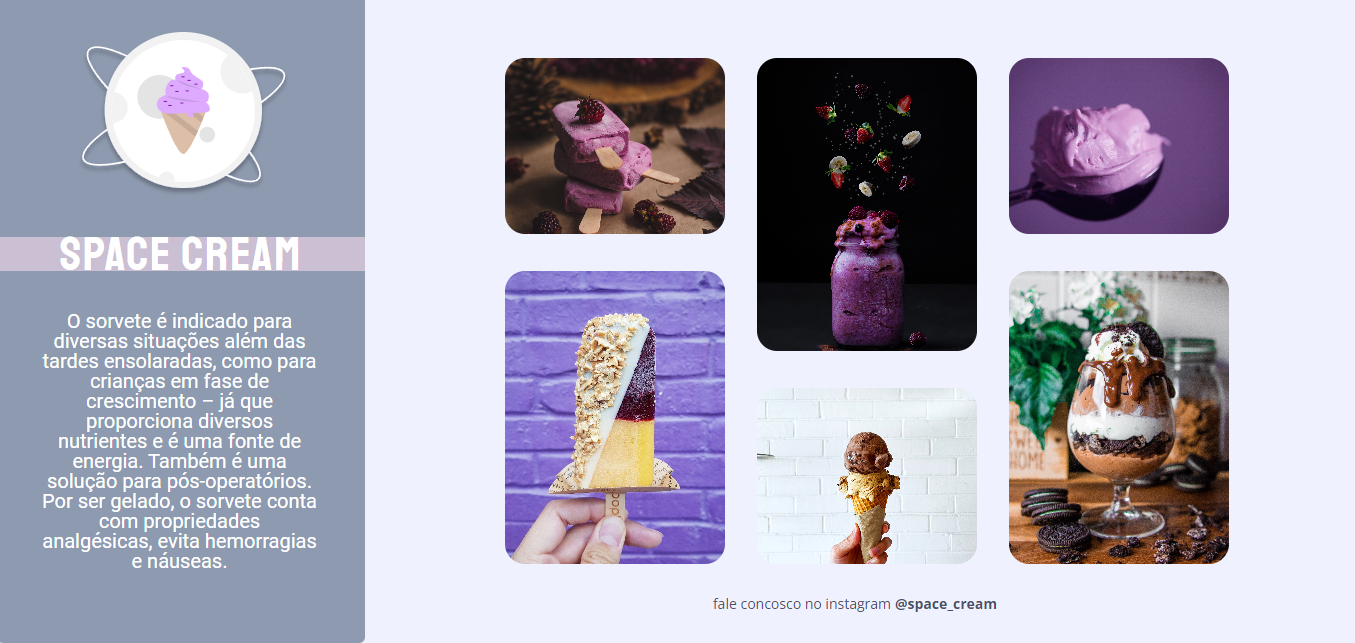 SPACE CREAM
O sorvete é indicado para
diversas situações além das
tardes ensolaradas, como para
crianças em fase de
crescimento – já que
proporciona diversos
nutrientes e é uma fonte de
energia. Também é uma
solução para pós-operatórios.
Por ser gelado, o sorvete conta
com propriedades
analgésicas, evita hemorragias
e náuseas.
HOME
fale concosco no instagram @space_cream